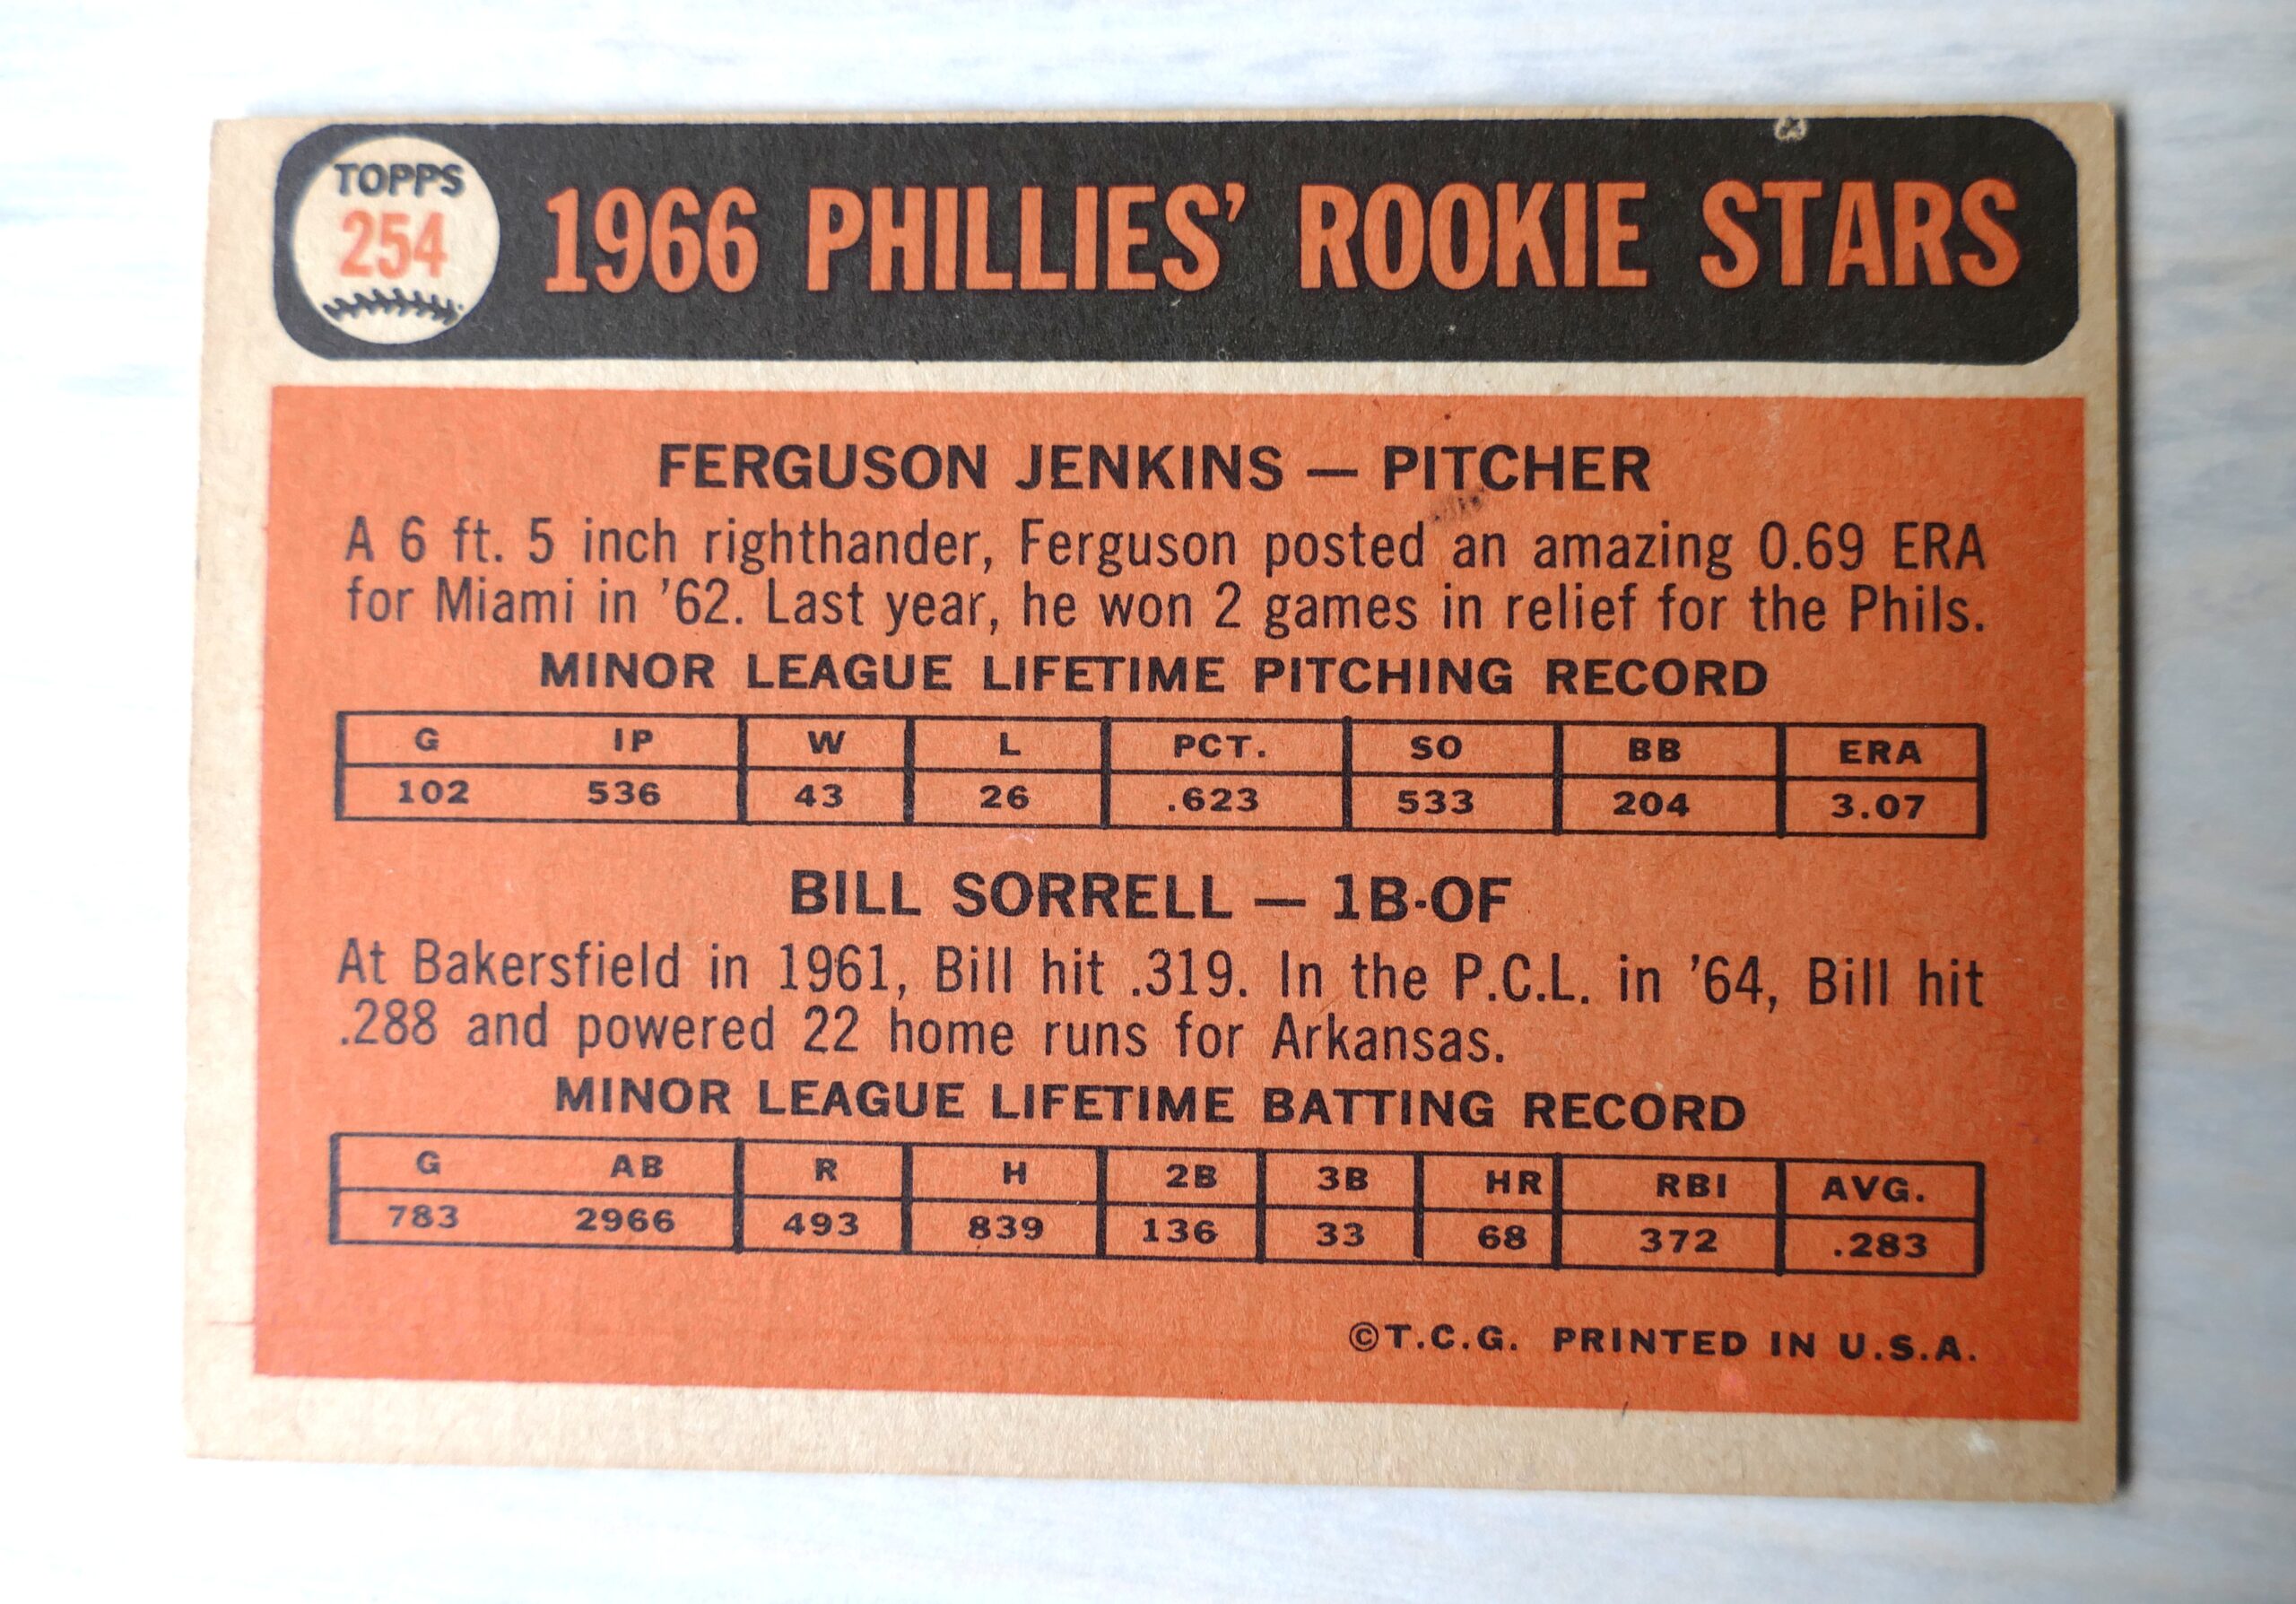 TOPPS
254
1966 PHILLIES' ROOKIE STARS
FERGUSON JENKINS — PITCHER
A 6 ft. 5 inch righthander, Ferguson posted an amazing 0.69 ERA
for Miami in '62. Last year, he won 2 games in relief for the Phils.
MINOR LEAGUE LIFETIME PITCHING RECORD
G IP W L PCT. SO BB ERA
102 536 43 26 .623 533 204 3.07
BILL SORRELL — 1B-OF
At Bakersfield in 1961, Bill hit .319. In the P.C.L. in '64, Bill hit
.288 and powered 22 home runs for Arkansas.
MINOR LEAGUE LIFETIME BATTING RECORD
G AB R H 2B 3B HR RBI AVG.
783 2966 493 839 136 33 68 372 .283
©T.C.G. PRINTED IN U.S.A.